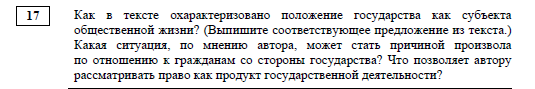 17
Как в тексте охарактеризовано положение государства как субъекта
общественной жизни? (Выпишите соответствующее предложение из текста.)
Какая ситуация, по мнению автора, может стать причиной произвола
по отношению к гражданам со стороны государства? Что позволяет автору
рассматривать право как продукт государственной деятельности?